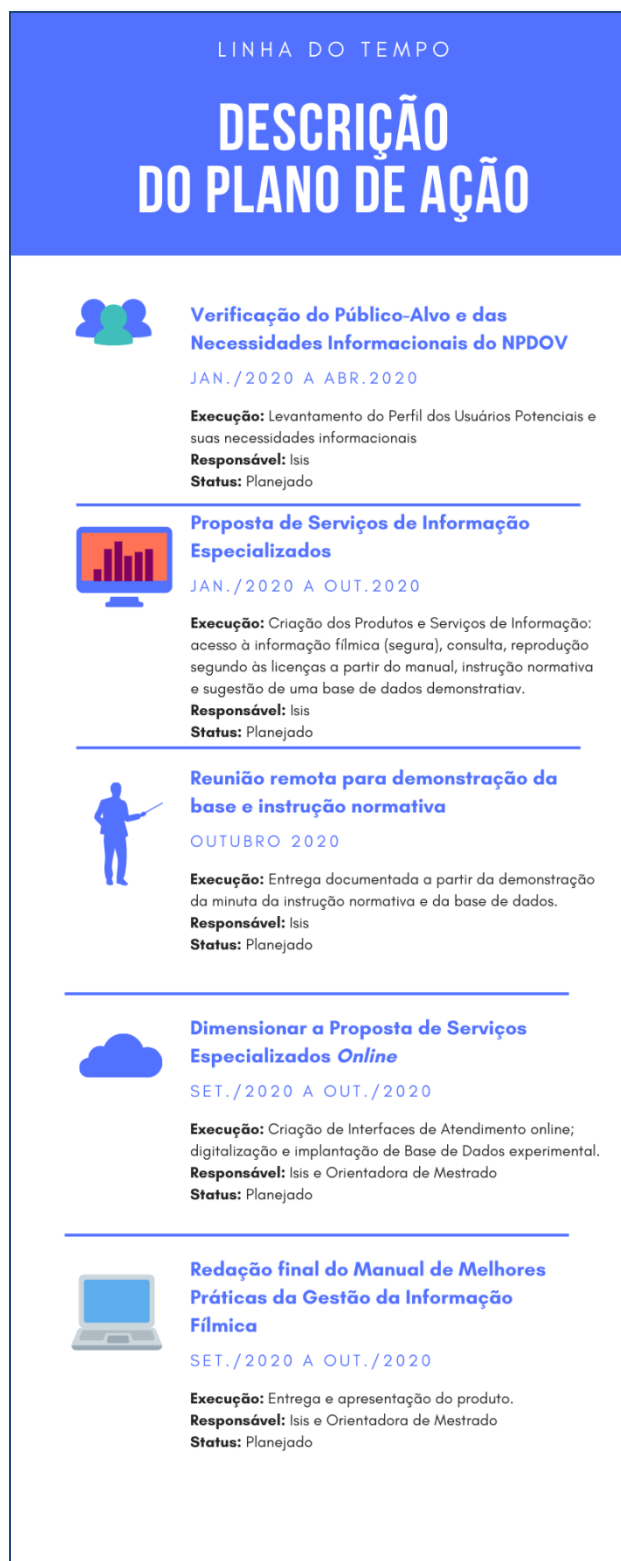 LINHA DO TEMPO
DESCRIÇÃO
DO PLANO DE AÇÃO
Verificação do Público-Alvo e das
Necessidades Informacionais do NPDOV
JAN./2020 A ABR.2020
Execução: Levantamento do Perfil dos Usuários Potenciais e
suas necessidades informacionais
Responsável: Isis
Status: Planejado
Proposta de Serviços de Informação
Especializados
JAN./2020 A OUT.2020
Execução: Criação dos Produtos e Serviços de Informação:
acesso à informação fílmica (segura), consulta, reprodução
segundo às licenças a partir do manual, instrução normativa
e sugestão de uma base de dados demonstratiav.
Responsável: Isis
Status: Planejado
Reunião remota para demonstração da
base e instrução normativa
OUTUBRO 2020
Execução: Entrega documentada a partir da demonstração
da minuta da instrução normativa e da base de dados.
Responsável: Isis
Status: Planejado
Dimensionar a Proposta de Serviços
Especializados Online
SET./2020 A OUT./2020
Execução: Criação de Interfaces de Atendimento online;
digitalização e implantação de Base de Dados experimental.
Responsável: Isis e Orientadora de Mestrado
Status: Planejado
Redação final do Manual de Melhores
Práticas da Gestão da Informação
Fílmica
SET./2020 A OUT./2020
Execução: Entrega e apresentação do produto.
Responsável: Isis e Orientadora de Mestrado
Status: Planejado